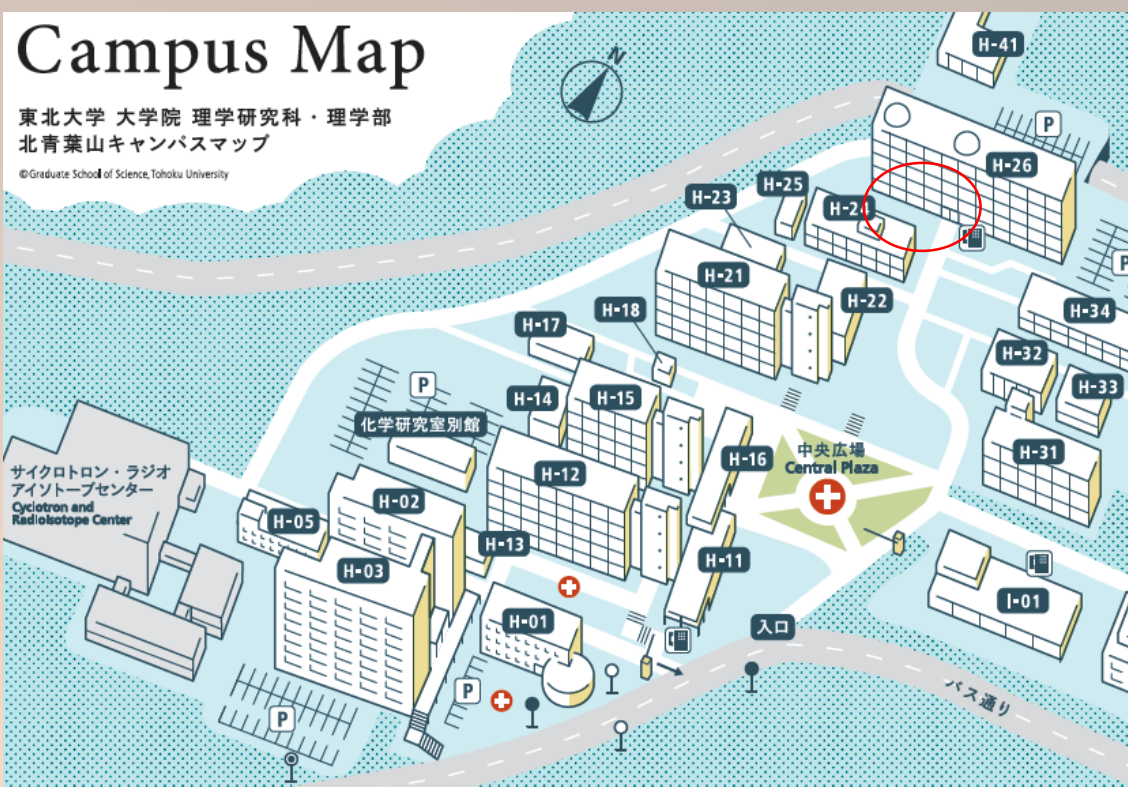 Campus Map
東北大学 大学院 理学研究科・理学部
北青葉山キャンパスマップ
©Graduate School of Science, Tohoku University
N
H-41
P
H-26
H-25
H-23
H-24
H-21
P
H-22
H-34
H-18
H-17
H-32
H-33
P
H-14
H-15
化学研究室別館
中央広場
Central Plaza
H-31
H-16
H-12
サイクロトロン・ラジオ
アイソトープセンター
Cyclotron and
Radioisotope Center
H-02
H-05
H-13
H-11
H-03
I-01
H-01
入口
P
バス通り
P